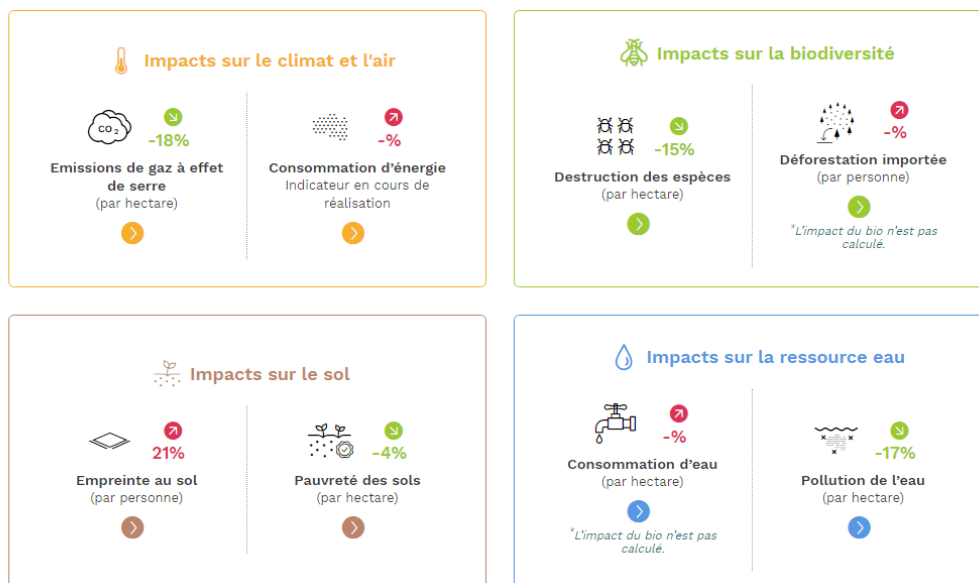 Impacts sur le climat et l'air
CO2
-18%
Emissions de gaz à effet
de serre
(par hectare)
-%
Consommation d'énergie
Indicateur en cours de
réalisation
Impacts sur la biodiversité
-15%
Destruction des espèces
(par hectare)
-%
Déforestation importée
(par personne)
*L'impact du bio n'est pas
calculé.
Impacts sur le sol
21%
Empreinte au sol
(par personne)
-4%
Pauvreté des sols
(par hectare)
Impacts sur la ressource eau
-%
Consommation d'eau
(par hectare)
*L'impact du bio n'est pas
calculé.
-17%
Pollution de l'eau
(par hectare)